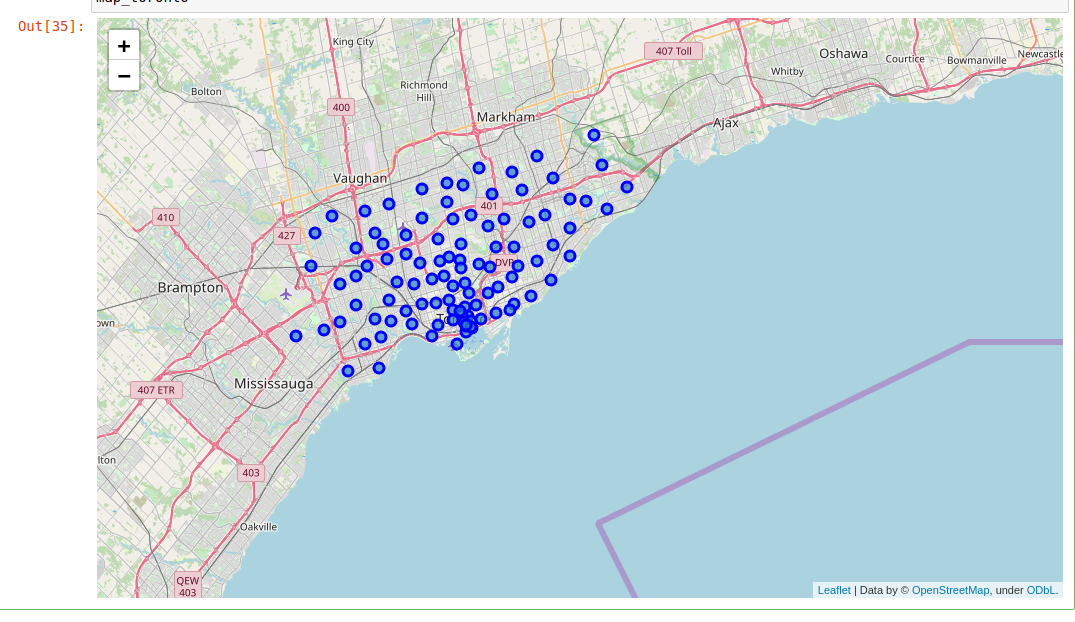 map_toronto
Out[35]:
+
−
King City
407 Toll
Oshawa
Courtice
Newcastle
Bowmanville
Whitby
Bolton
Richmond
Hill
400
Markham
Ajax
Vaughan
401
410
427
DVP
Brampton
To
own
Mississauga
407 ETR
lton
403
Oakville
QEW
403
Leaflet | Data by © OpenStreetMap, under ODbL.